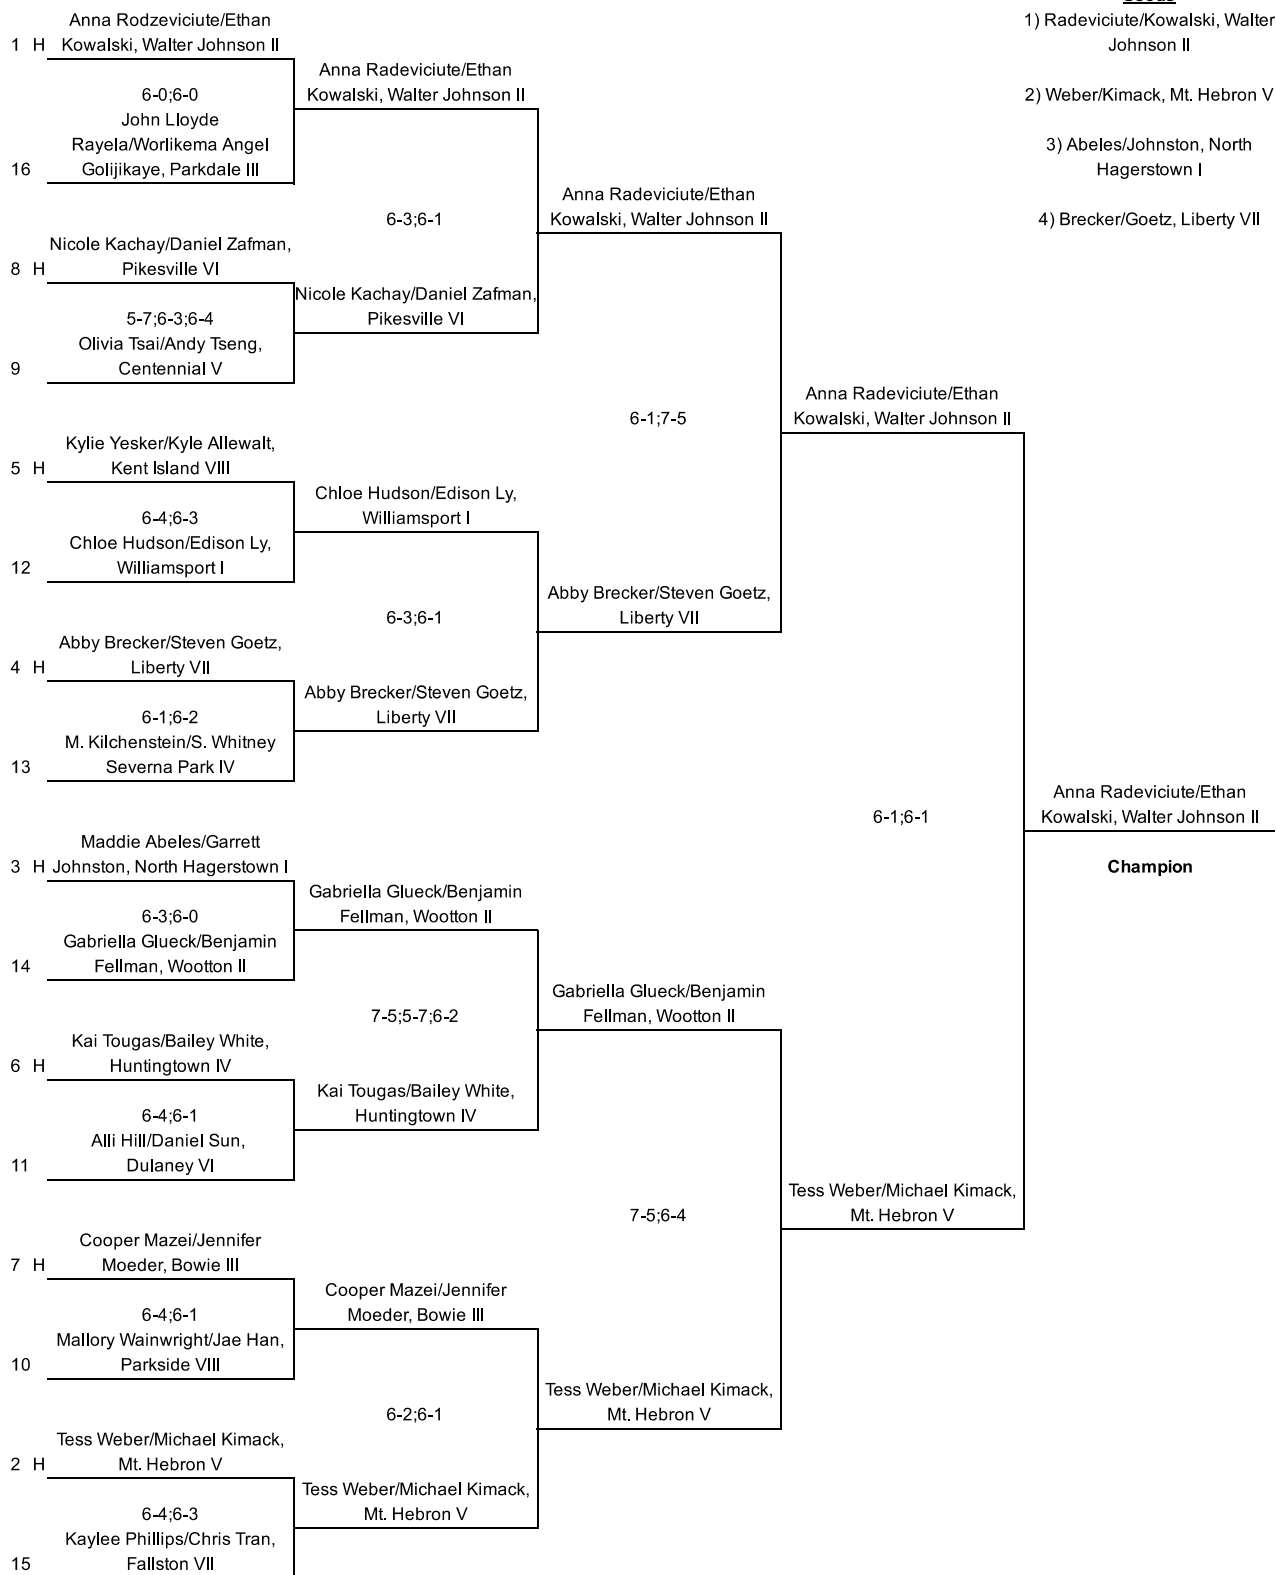 Anna Rodzeviciute/Ethan
1 H Kowalski, Walter Johnson II
6-0;6-0
John Lloyde
Rayela/Worlikema Angel
16 Golijikaye, Parkdale III
Nicole Kachay/Daniel Zafman,
8 H Pikesville VI
5-7;6-3;6-4
Olivia Tsai/Andy Tseng,
9 Centennial V
Kylie Yesker/Kyle Allewalt,
5 H Kent Island VIII
6-4;6-3
Chloe Hudson/Edison Ly,
12 Williamsport I
Abby Brecker/Steven Goetz,
4 H Liberty VII
6-1;6-2
M. Kilchenstein/S. Whitney
13 Severna Park IV
Maddie Abeles/Garrett
3 H Johnston, North Hagerstown I
6-3;6-0
Gabriella Glueck/Benjamin
14 Fellman, Wootton II
Kai Tougas/Bailey White,
6 H Huntingtown IV
6-4;6-1
Alli Hill/Daniel Sun,
11 Dulaney VI
Cooper Mazei/Jennifer
7 H Moeder, Bowie III
6-4;6-1
Mallory Wainwright/Jae Han,
10 Parkside VIII
Tess Weber/Michael Kimack,
2 H Mt. Hebron V
6-4;6-3
Kaylee Phillips/Chris Tran,
15 Fallston VII
Anna Radeviciute/Ethan
Kowalski, Walter Johnson II
6-3;6-1
Nicole Kachay/Daniel Zafman,
Pikesville VI
Chloe Hudson/Edison Ly,
Williamsport I
6-3;6-1
Abby Brecker/Steven Goetz,
Liberty VII
Gabriella Glueck/Benjamin
Fellman, Wootton II
7-5;5-7;6-2
Kai Tougas/Bailey White,
Huntingtown IV
Cooper Mazei/Jennifer
Moeder, Bowie III
6-2;6-1
Tess Weber/Michael Kimack,
Mt. Hebron V
Anna Radeviciute/Ethan
Kowalski, Walter Johnson II
6-1;7-5
Abby Brecker/Steven Goetz,
Liberty VII
Gabriella Glueck/Benjamin
Fellman, Wootton II
7-5;6-4
Tess Weber/Michael Kimack,
Mt. Hebron V
Anna Radeviciute/Ethan
Kowalski, Walter Johnson II
6-1;6-1
Tess Weber/Michael Kimack,
Mt. Hebron V
Anna Radeviciute/Ethan
Kowalski, Walter Johnson II
Champion
1) Radeviciute/Kowalski, Walter
Johnson II
2) Weber/Kimack, Mt. Hebron V
3) Abeles/Johnston, North
Hagerstown I
4) Brecker/Goetz, Liberty VII